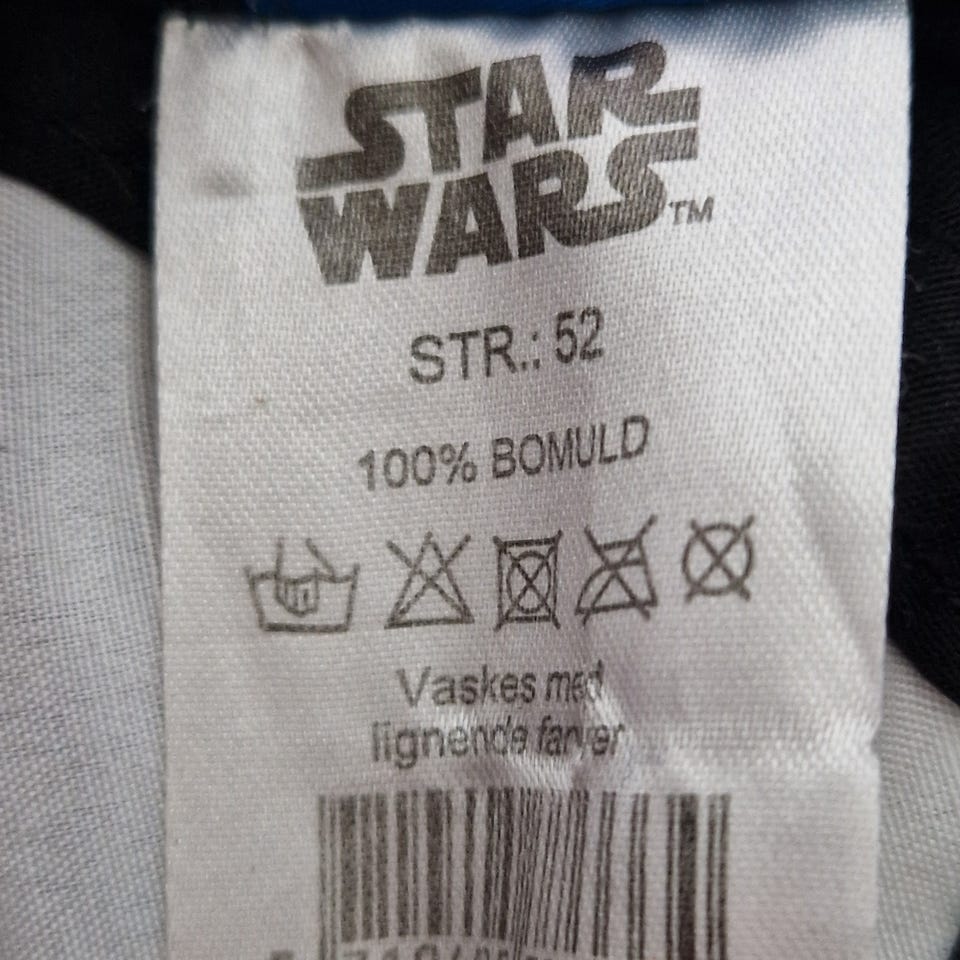 STAR
WARS™
STR.: 52
100% BOMULD
Vaskes med
lignende farver